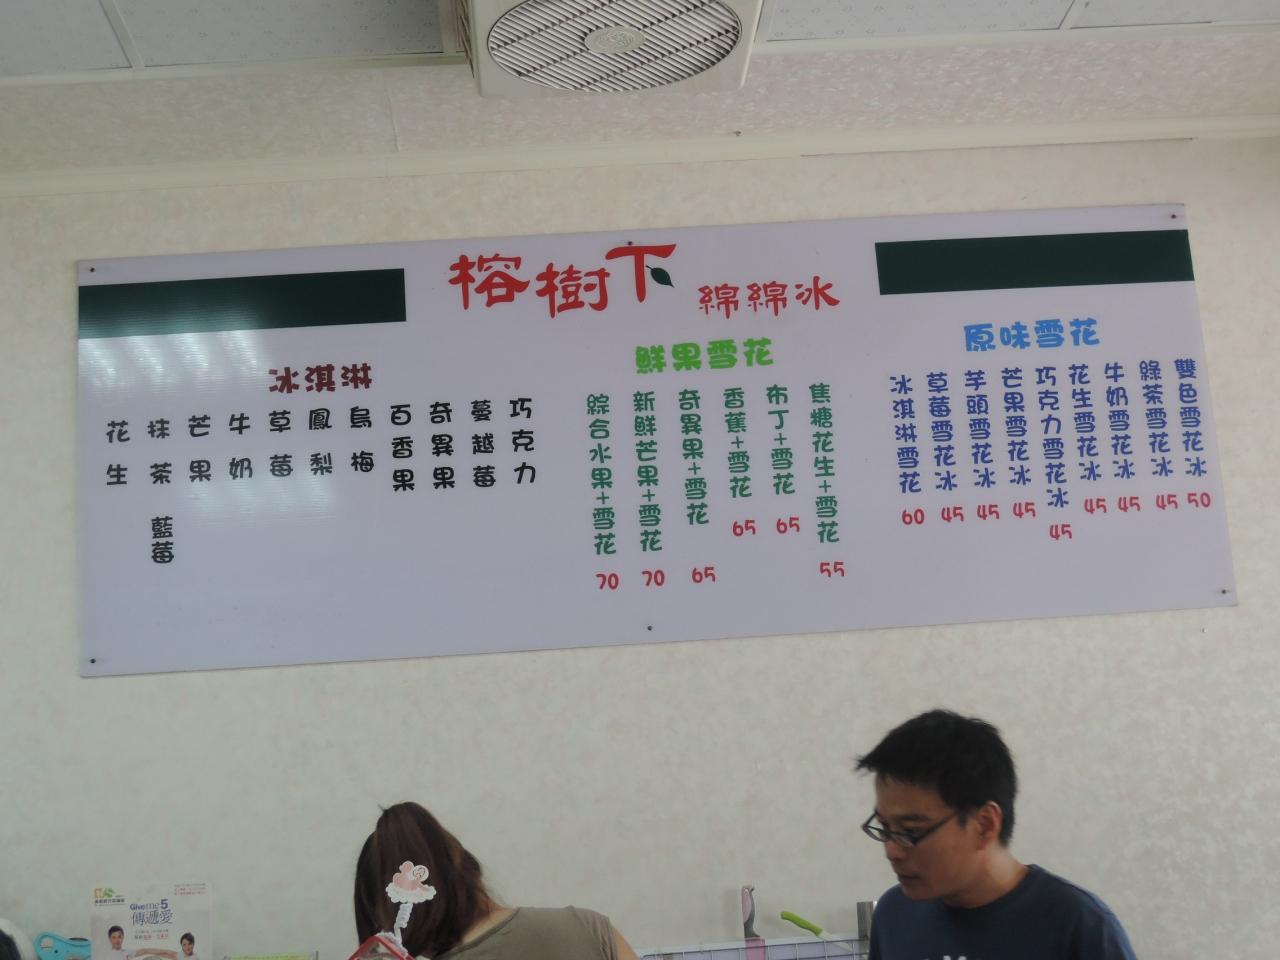 榕樹下 綿綿冰
原味雪花
雙色雪花冰 50
綠茶雪花冰 45
牛奶雪花冰 45
花生雪花冰 45
巧克力雪花冰 45
芒果雪花冰 45
芋頭雪花冰 45
草莓雪花冰 45
冰淇淋雪花 60
鮮果雪花
焦糖花生+雪花 55
布丁+雪花 65
香蕉+雪花 65
奇異果+雪花 65
新鮮芒果+雪花 70
綜合水果+雪花 70
冰淇淋
巧克力
蔓越莓
奇異果
百香果
烏梅
鳳梨
草莓
牛奶
芒果
抹茶
藍莓
花生
Give me 5
傳遞愛